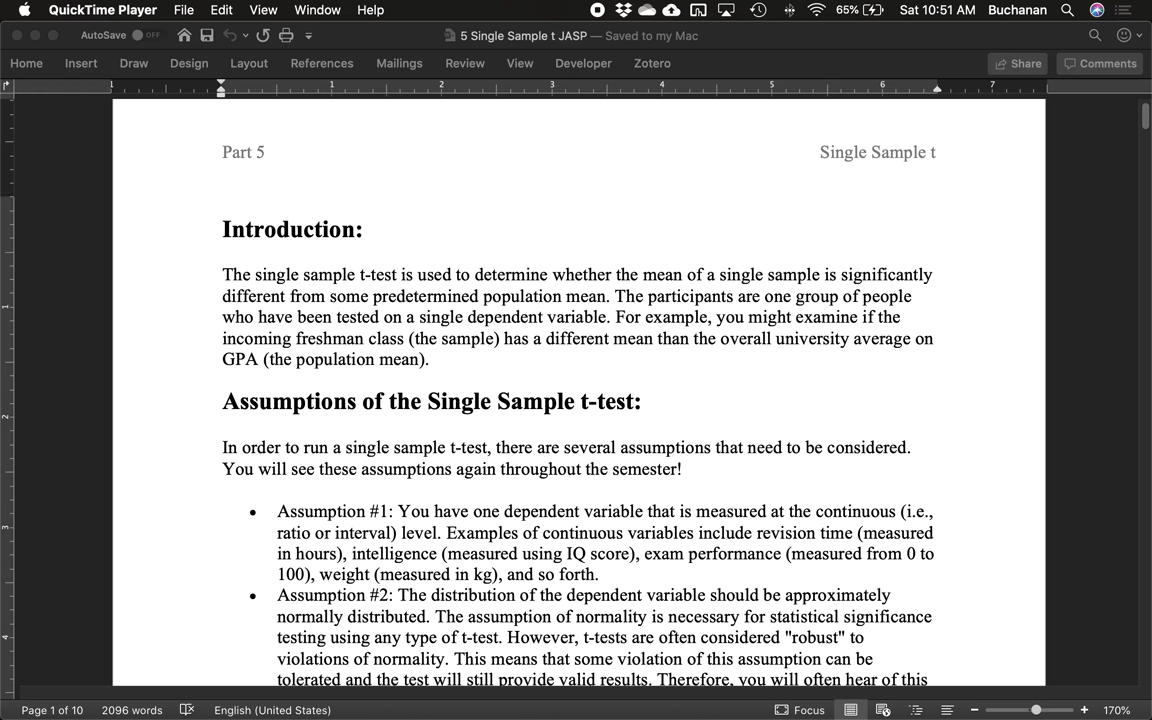 QuickTime Player File Edit View Window Help 65% Sat 10:51 AM Buchanan
AutoSave OFF 5 Single Sample t JASP — Saved to my Mac
Home Insert Draw Design Layout References Mailings Review View Developer Zotero Share Comments
1 1 2 3 4 5 6 7
Part 5 Single Sample t
Introduction:
The single sample t-test is used to determine whether the mean of a single sample is significantly
different from some predetermined population mean. The participants are one group of people
who have been tested on a single dependent variable. For example, you might examine if the
incoming freshman class (the sample) has a different mean than the overall university average on
GPA (the population mean).
Assumptions of the Single Sample t-test:
In order to run a single sample t-test, there are several assumptions that need to be considered.
You will see these assumptions again throughout the semester!
• Assumption #1: You have one dependent variable that is measured at the continuous (i.e.,
ratio or interval) level. Examples of continuous variables include revision time (measured
in hours), intelligence (measured using IQ score), exam performance (measured from 0 to
100), weight (measured in kg), and so forth.
• Assumption #2: The distribution of the dependent variable should be approximately
normally distributed. The assumption of normality is necessary for statistical significance
testing using any type of t-test. However, t-tests are often considered "robust" to
violations of normality. This means that some violation of this assumption can be
tolerated and the test will still provide valid results. Therefore, you will often hear of this
1
2
3
4
Page 1 of 10 2096 words English (United States) Focus 170%